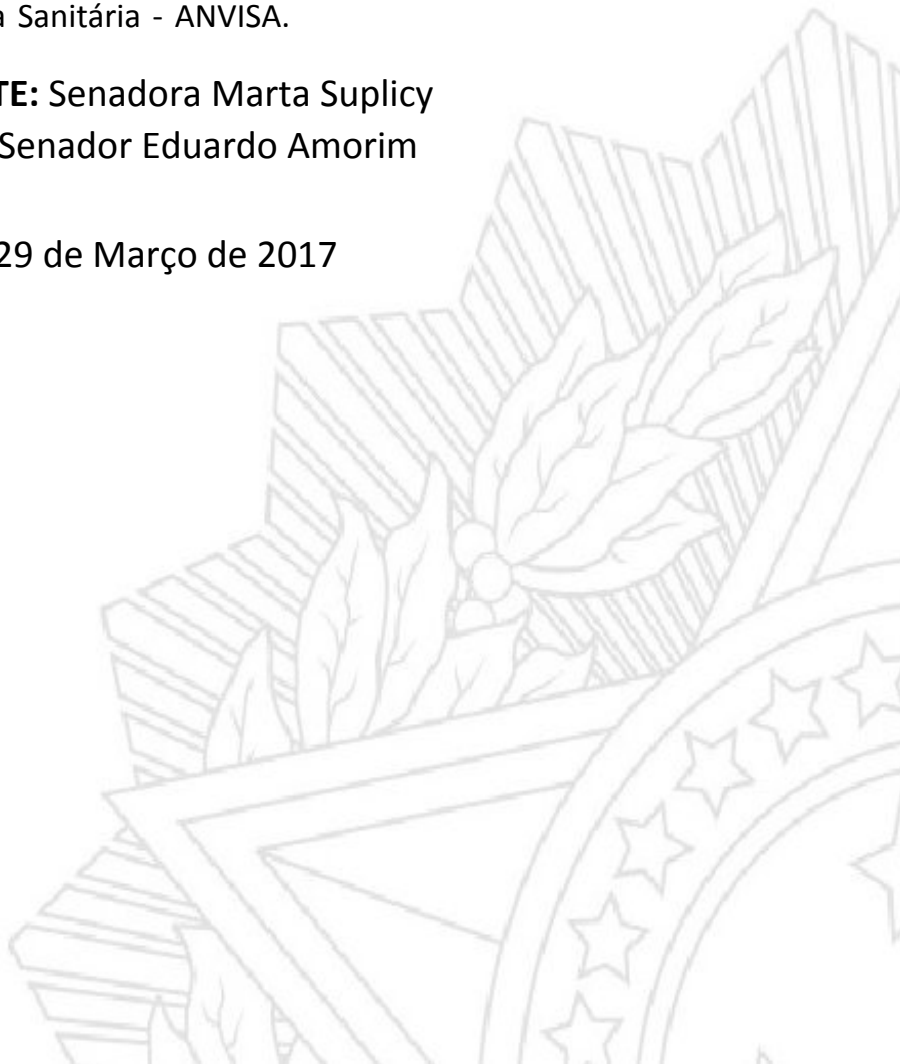 a Sanitária - ANVISA.
TE: Senadora Marta Suplicy
Senador Eduardo Amorim
29 de Março de 2017